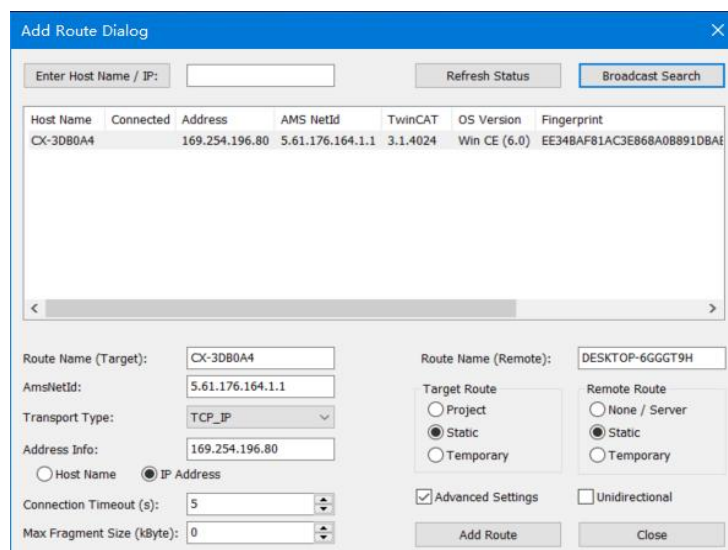 Add Route Dialog
Enter Host Name / IP: Refresh Status Broadcast Search
Host Name Connected Address AMS NetId TwinCAT OS Version Fingerprint
CX-3DB0A4 169.254.196.80 5.61.176.164.1.1 3.1.4024 Win CE (6.0) EE34BAF81AC3E868A0B891DBAE
Route Name (Target): CX-3DB0A4 Route Name (Remote): DESKTOP-6GGGT9H
AmsNetId: 5.61.176.164.1.1 Target Route Remote Route
Project None / Server
Transport Type: TCP_IP Static Static
Address Info: 169.254.196.80 Temporary Temporary
Host Name IP Address
Connection Timeout (s): 5 Advanced Settings Unidirectional
Max Fragment Size (kByte): 0 Add Route Close